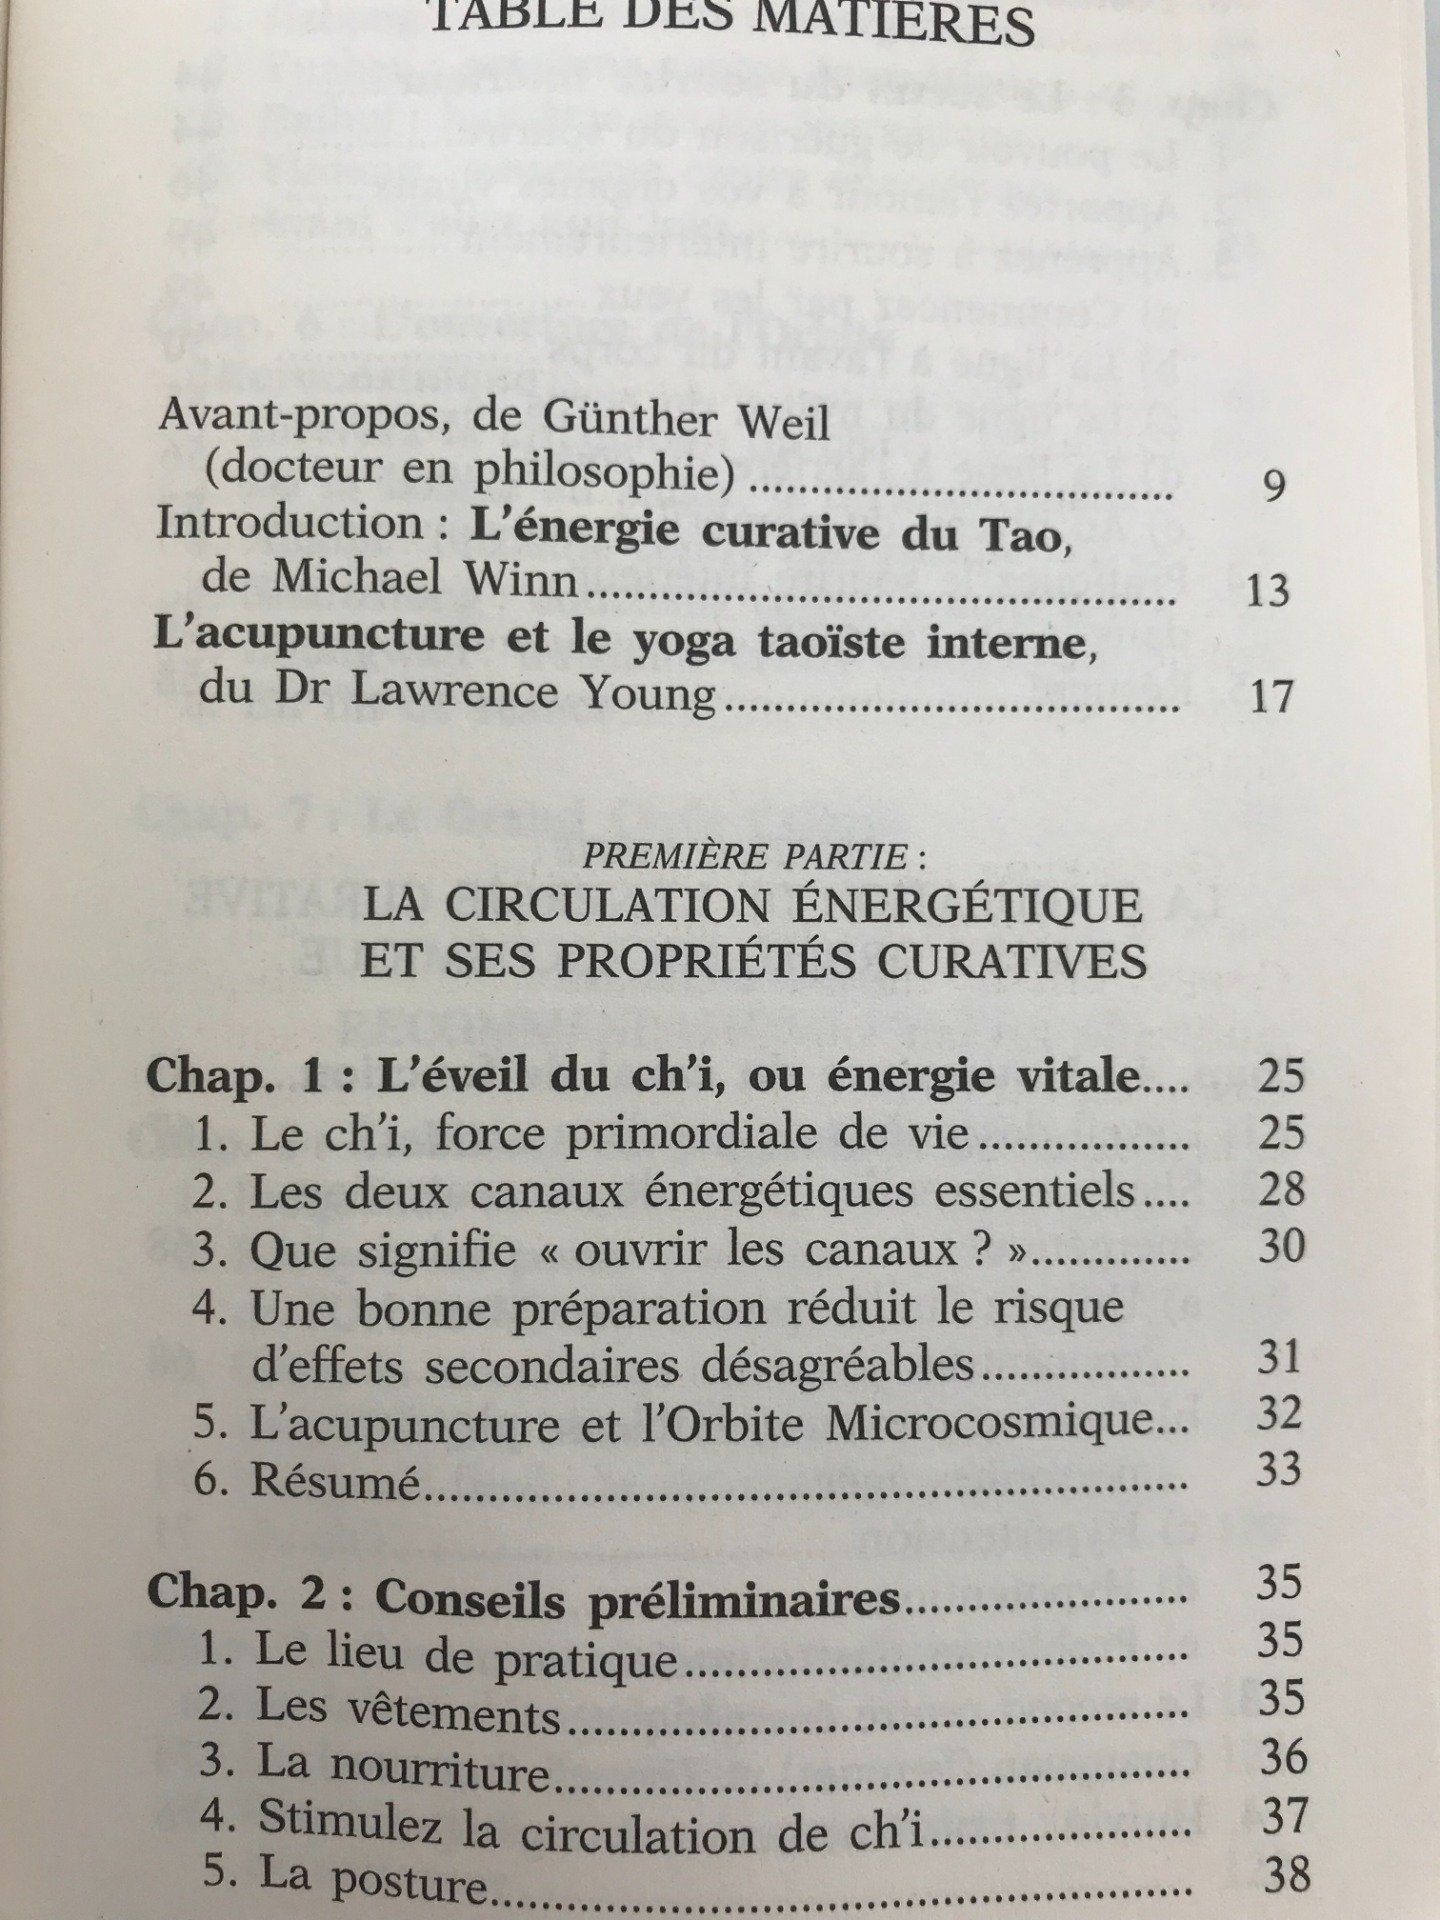 TABLE DES MATIÈRES
Avant-propos, de Günther Weil
(docteur en philosophie) .................................. 9
Introduction : L'énergie curative du Tao,
de Michael Winn ............................................... 13
L'acupuncture et le yoga taoïste interne,
du Dr Lawrence Young ..................................... 17
PREMIÈRE PARTIE :
LA CIRCULATION ÉNERGÉTIQUE
ET SES PROPRIÉTÉS CURATIVES
Chap. 1 : L'éveil du ch'i, ou énergie vitale.... 25
1. Le ch'i, force primordiale de vie ................. 25
2. Les deux canaux énergétiques essentiels .... 28
3. Que signifie « ouvrir les canaux ? »............. 30
4. Une bonne préparation réduit le risque
d'effets secondaires désagréables................. 31
5. L'acupuncture et l'Orbite Microcosmique... 32
6. Résumé............................................................. 33
Chap. 2 : Conseils préliminaires....................... 35
1. Le lieu de pratique......................................... 35
2. Les vêtements.................................................. 35
3. La nourriture................................................... 36
4. Stimulez la circulation de ch'i..................... 37
5. La posture........................................................ 38